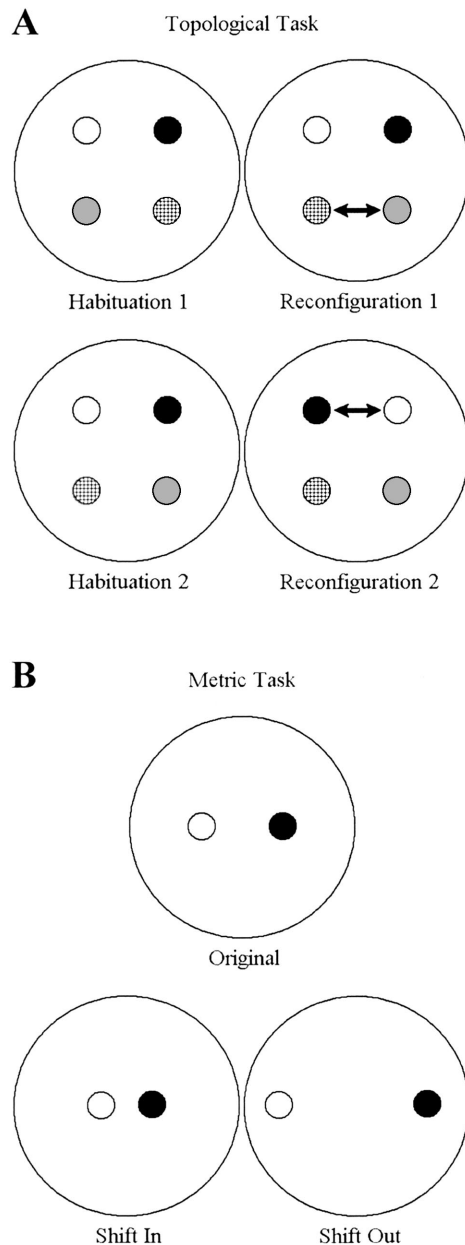 A
Topological Task
Habituation 1
Reconfiguration 1
Habituation 2
Reconfiguration 2
B
Metric Task
Original
Shift In
Shift Out